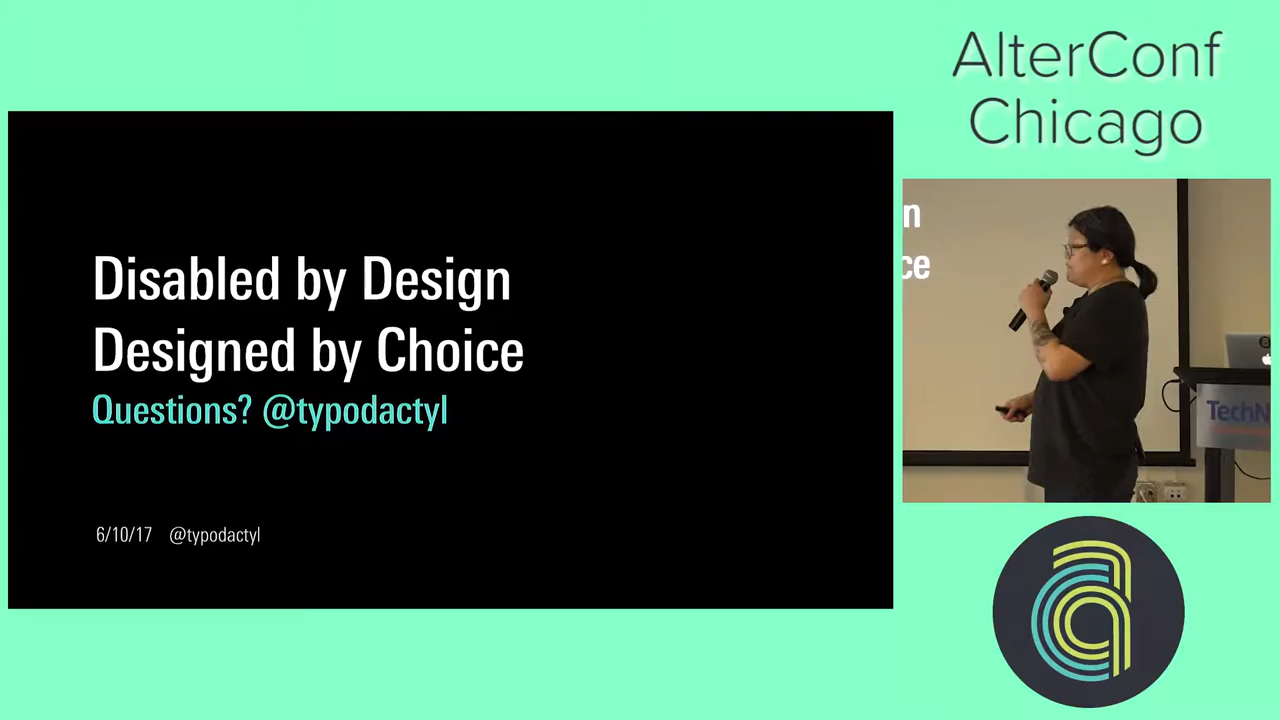 AlterConf
Chicago
Disabled by Design
Designed by Choice
Questions? @typodactyl
6/10/17 @typodactyl